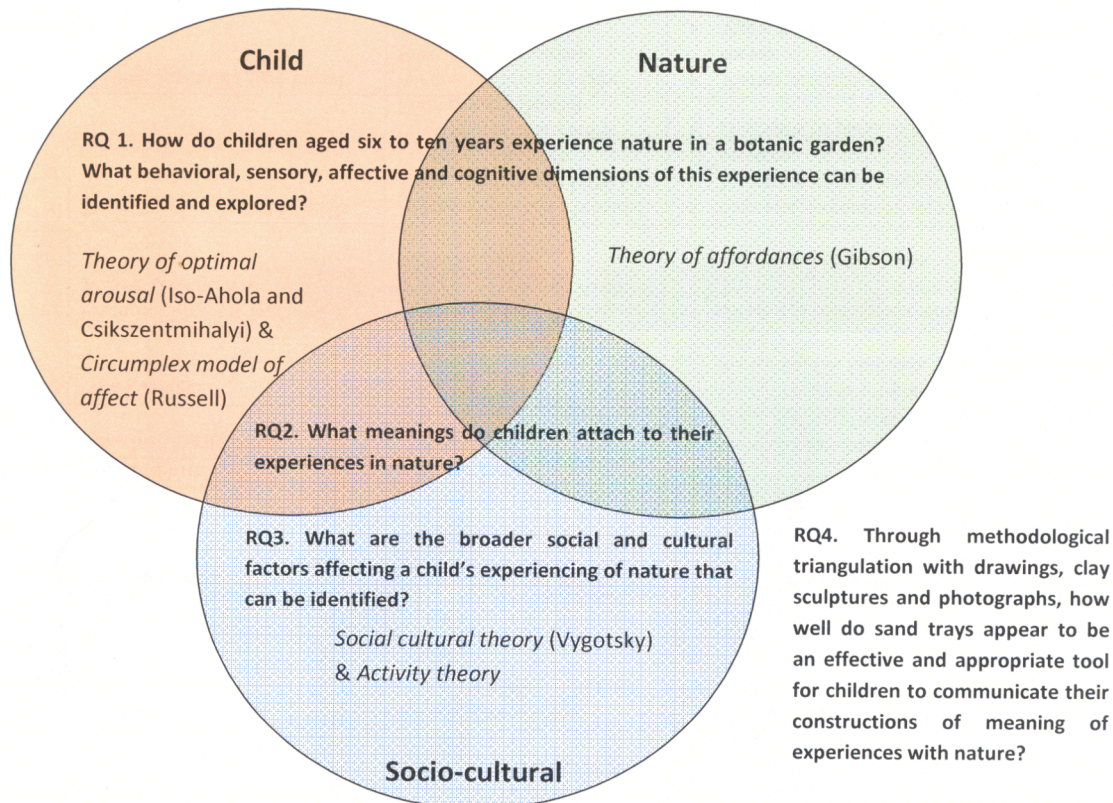 Child
Nature
RQ 1. How do children aged six to ten years experience nature in a botanic garden?
What behavioral, sensory, affective and cognitive dimensions of this experience can be
identified and explored?
Theory of optimal
arousal (Iso-Ahola and
Csikszentmihalyi) &
Circumplex model of
affect (Russell)
Theory of affordances (Gibson)
RQ2. What meanings do children attach to their
experiences in nature?
RQ3. What are the broader social and cultural
factors affecting a child's experiencing of nature that
can be identified?
Social cultural theory (Vygotsky)
& Activity theory
Socio-cultural
RQ4. Through methodological
triangulation with drawings, clay
sculptures and photographs, how
well do sand trays appear to be
an effective and appropriate tool
for children to communicate their
constructions of meaning of
experiences with nature?